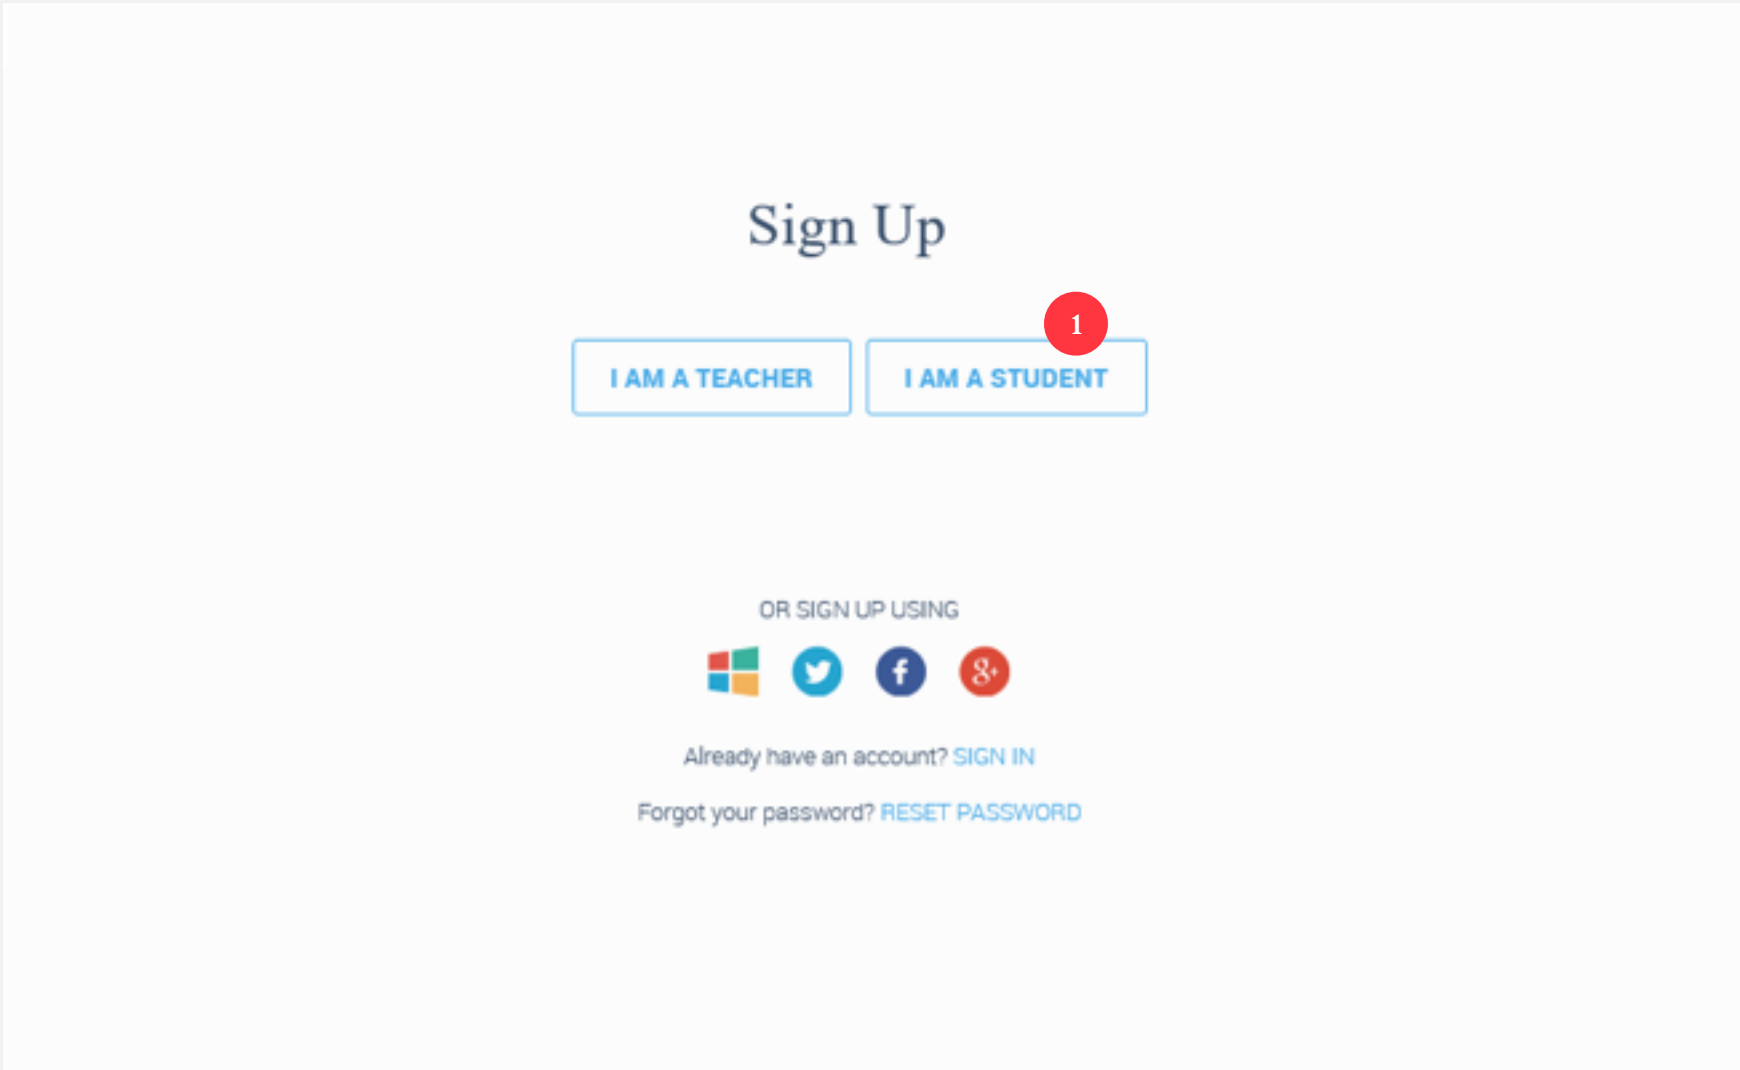 Sign Up
1
I AM A TEACHER
I AM A STUDENT
OR SIGN UP USING
f
g+
Already have an account? SIGN IN
Forgot your password? RESET PASSWORD